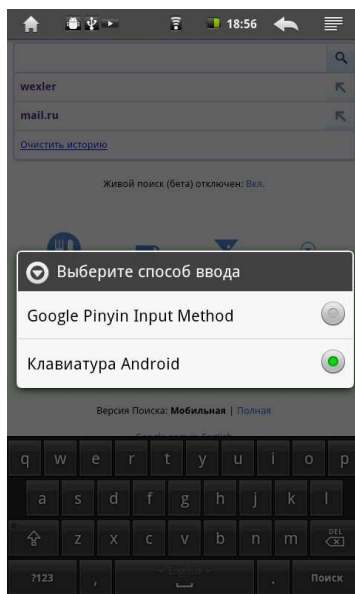 18:56
wexler
mail.ru
Очистить историю
Живой поиск (бета) отключен: Вкл.
Выберите способ ввода
Google Pinyin Input Method
Клавиатура Android
Версия Поиска: Мобильная | Полная
q w e r t y u i o p
a s d f g h j k l
z x c v b n m DEL
?123 , English . Поиск